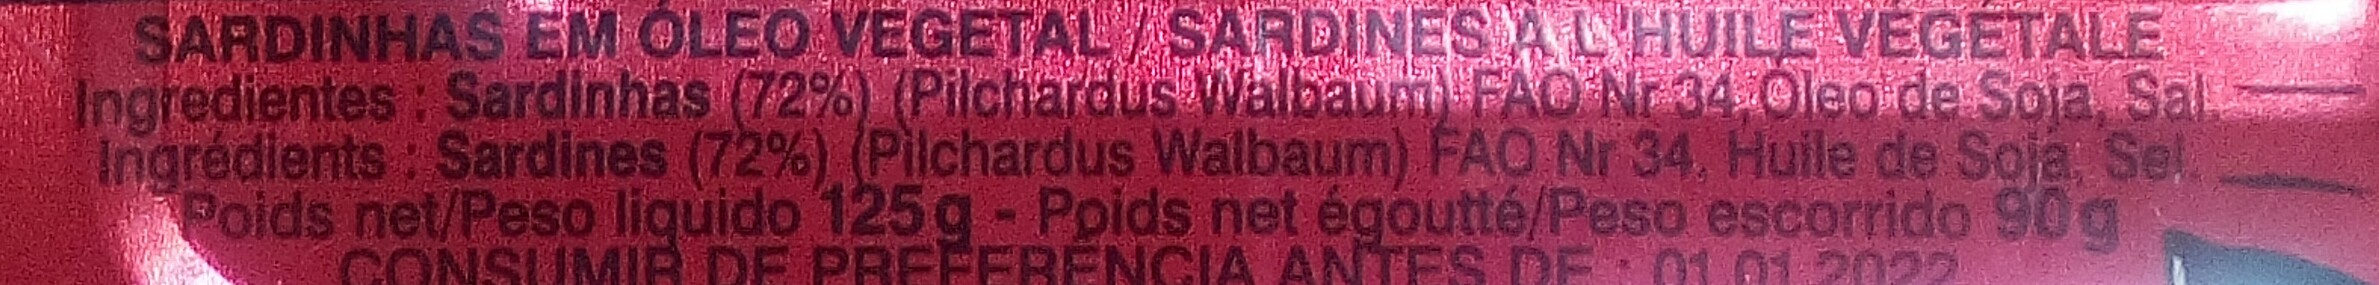 SARDINHAS EM ÓLEO VEGETAL / SARDINES À L'HUILE VÉGÉTALE
Ingredientes : Sardinhas (72%) (Pilchardus Walbaum) FAO Nr 34, Óleo de Soja, Sal.
Ingrédients : Sardines (72%) (Pilchardus Walbaum) FAO Nr 34, Huile de Soja, Sel.
Poids net/Peso liquido 125g - Poids net égoutté/Peso escorrido 90g
CONSUMIR DE PREFERÊNCIA ANTES DE : 01.01.2022